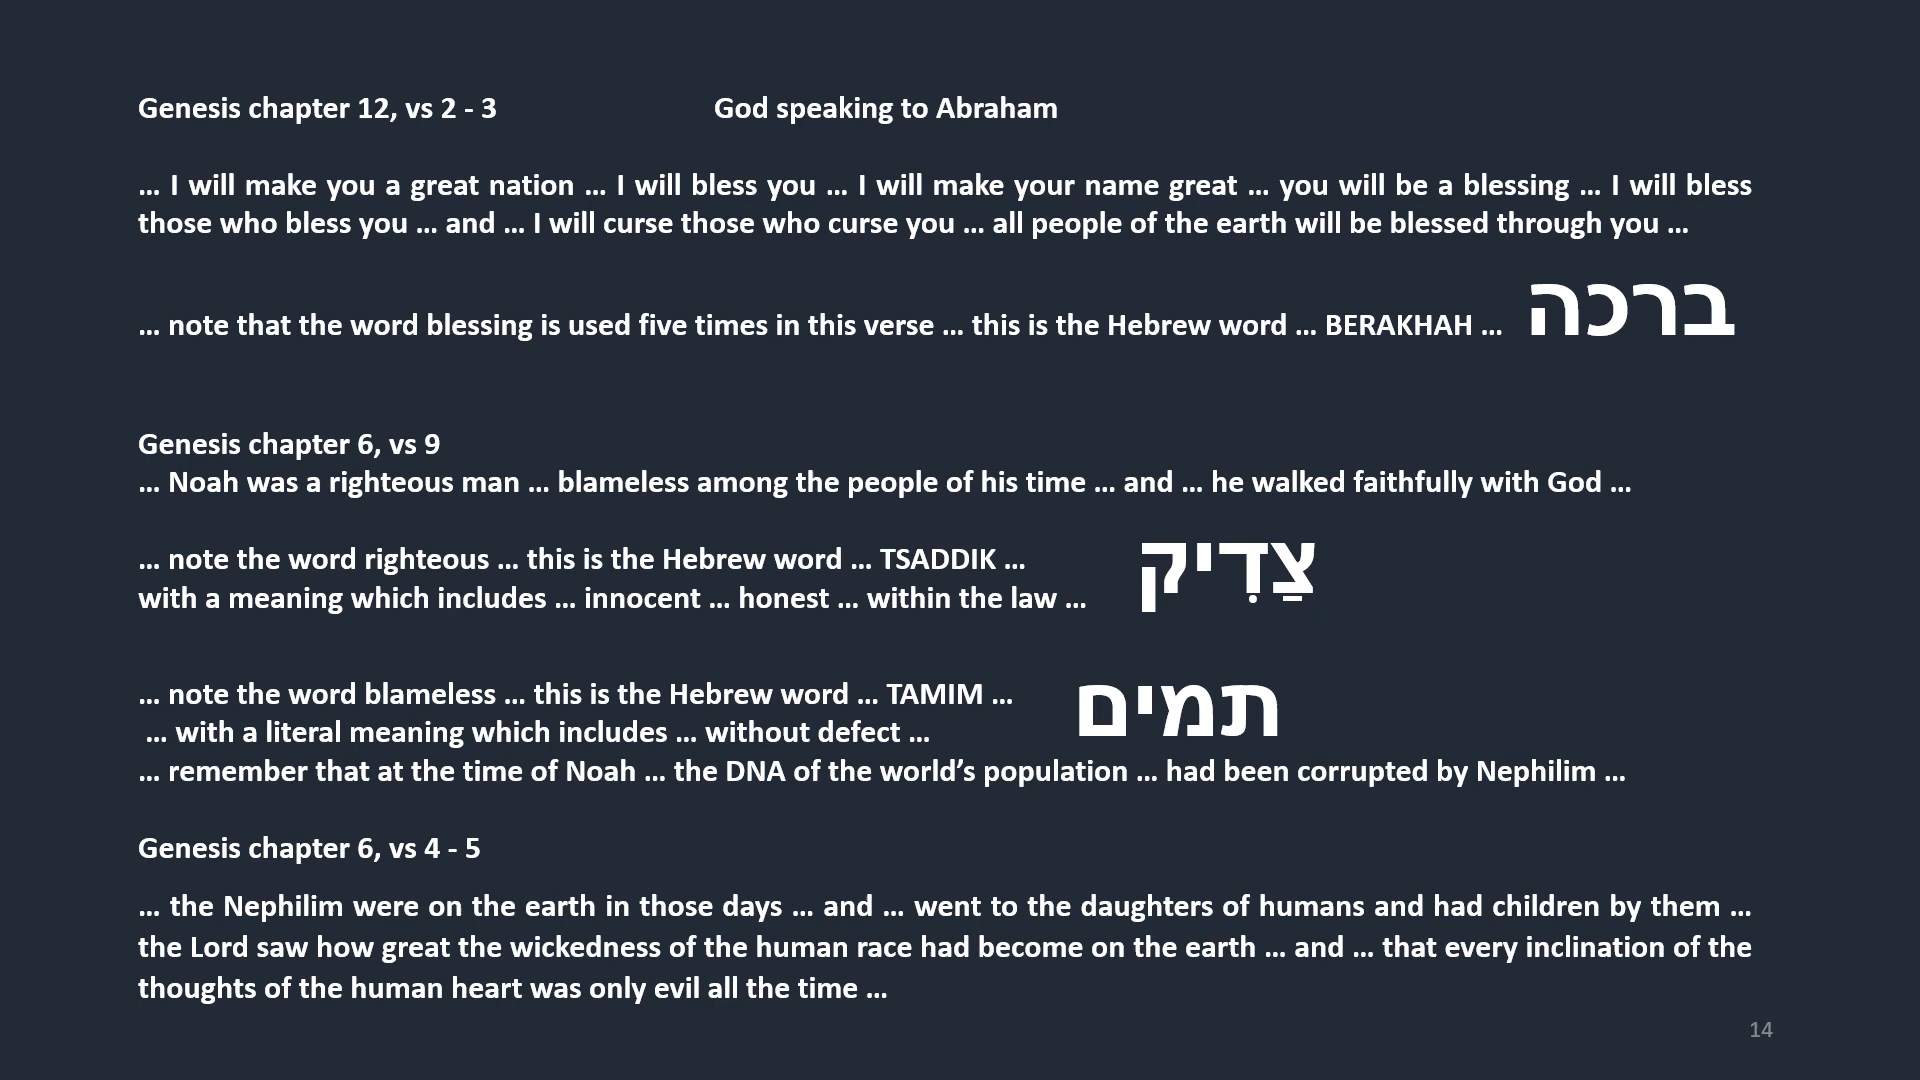 Genesis chapter 12, vs 2 - 3 God speaking to Abraham
... I will make you a great nation ... I will bless you ... I will make your name great ... you will be a blessing ... I will bless
those who bless you ... and ... I will curse those who curse you ... all people of the earth will be blessed through you ...
... note that the word blessing is used five times in this verse ... this is the Hebrew word ... BERAKHAH ... ברכה
Genesis chapter 6, vs 9
... Noah was a righteous man ... blameless among the people of his time ... and ... he walked faithfully with God ...
... note the word righteous ... this is the Hebrew word ... TSADDIK ... צַדִיק
with a meaning which includes ... innocent ... honest ... within the law ...
... note the word blameless ... this is the Hebrew word ... TAMIM ... תמים
... with a literal meaning which includes ... without defect ...
... remember that at the time of Noah ... the DNA of the world’s population ... had been corrupted by Nephilim ...
Genesis chapter 6, vs 4 - 5
... the Nephilim were on the earth in those days ... and ... went to the daughters of humans and had children by them ...
the Lord saw how great the wickedness of the human race had become on the earth ... and ... that every inclination of the
thoughts of the human heart was only evil all the time ...
14